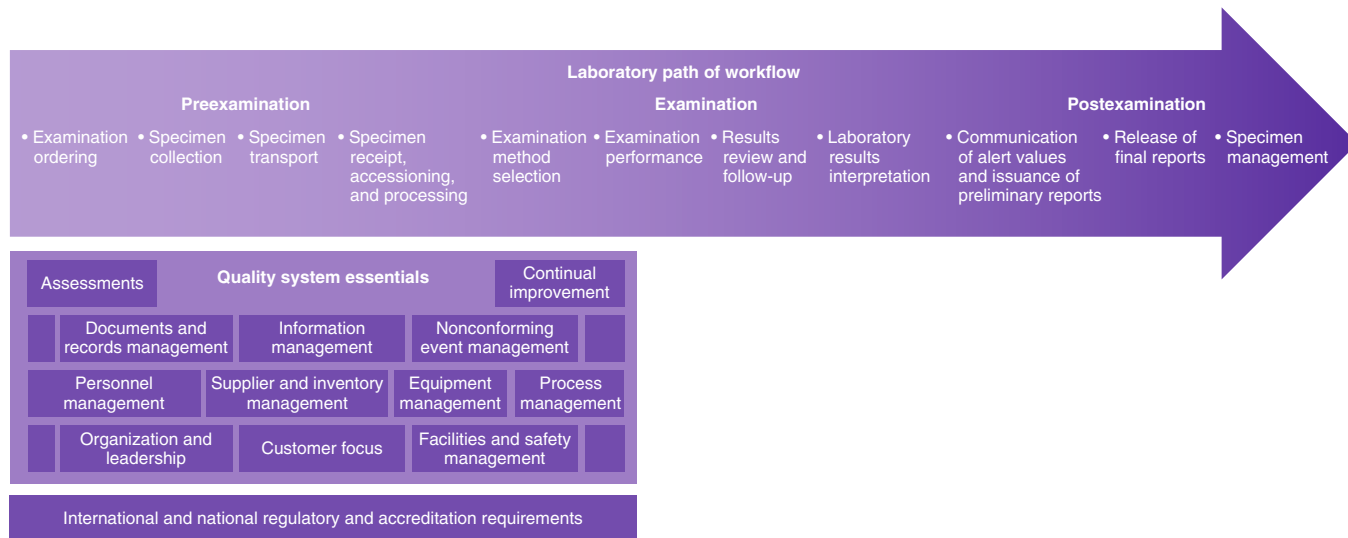 Laboratory path of workflow
Preexamination
• Examination
ordering
• Specimen
collection
• Specimen
transport
• Specimen
receipt,
accessioning,
and processing
Examination
• Examination
method
selection
• Examination
performance
• Results
review and
follow-up
• Laboratory
results
interpretation
Postexamination
• Communication
of alert values
and issuance of
preliminary reports
• Release of
final reports
• Specimen
management
Assessments
Quality system essentials
Continual
improvement
Documents and
records management
Information
management
Nonconforming
event management
Personnel
management
Supplier and inventory
management
Equipment
management
Process
management
Organization and
leadership
Customer focus
Facilities and safety
management
International and national regulatory and accreditation requirements